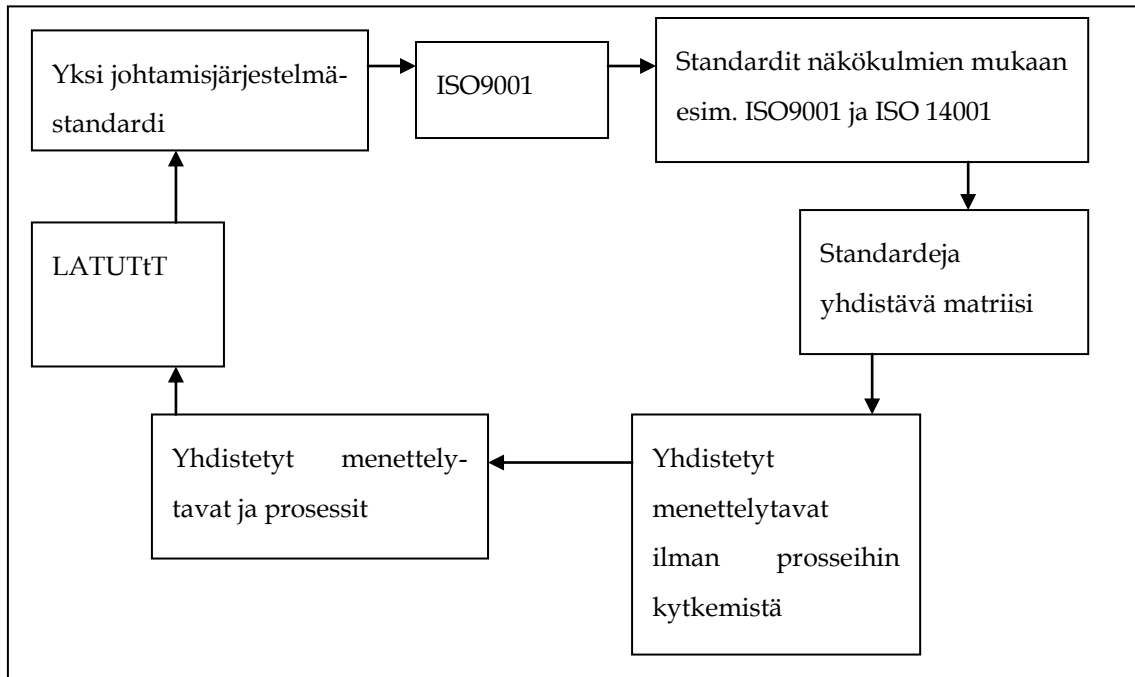 Yksi johtamisjärjestelmä-
standardi
ISO9001
Standardit näkökulmien mukaan
esim. ISO9001 ja ISO 14001
LATUTtT
Standardeja
yhdistävä matriisi
Yhdistetyt menettely-
tavat ja prosessit
Yhdistetyt
menettelytavat
ilman prosseihin
kytkemistä